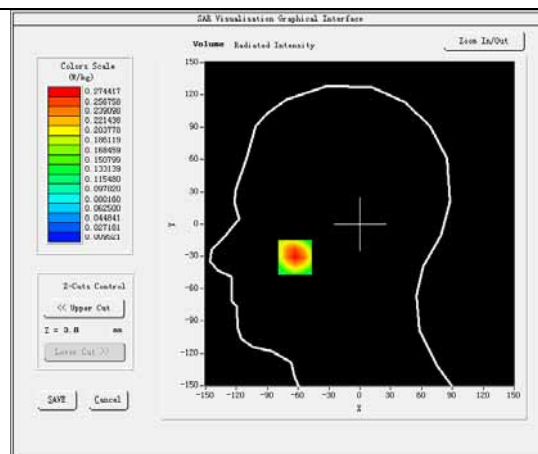 SAR Visualisation Graphical Interface
Volume Radiated Intensity
Zoom In/Out
Colors Scale
(W/kg)
0.274417
0.256758
0.239098
0.221438
0.203778
0.186119
0.168459
0.150799
0.133139
0.115480
0.097820
0.080160
0.062500
0.044841
0.027181
0.009521
Z-Cuts Control
<< Upper Cut
Z = 3.8 mm
Lower Cut >>
SAVE
Cancel
150
120
90
60
30
0
-30
-60
-90
-120
-150
Y
-150 -120 -90 -60 -30 0 30 60 90 120 150
X